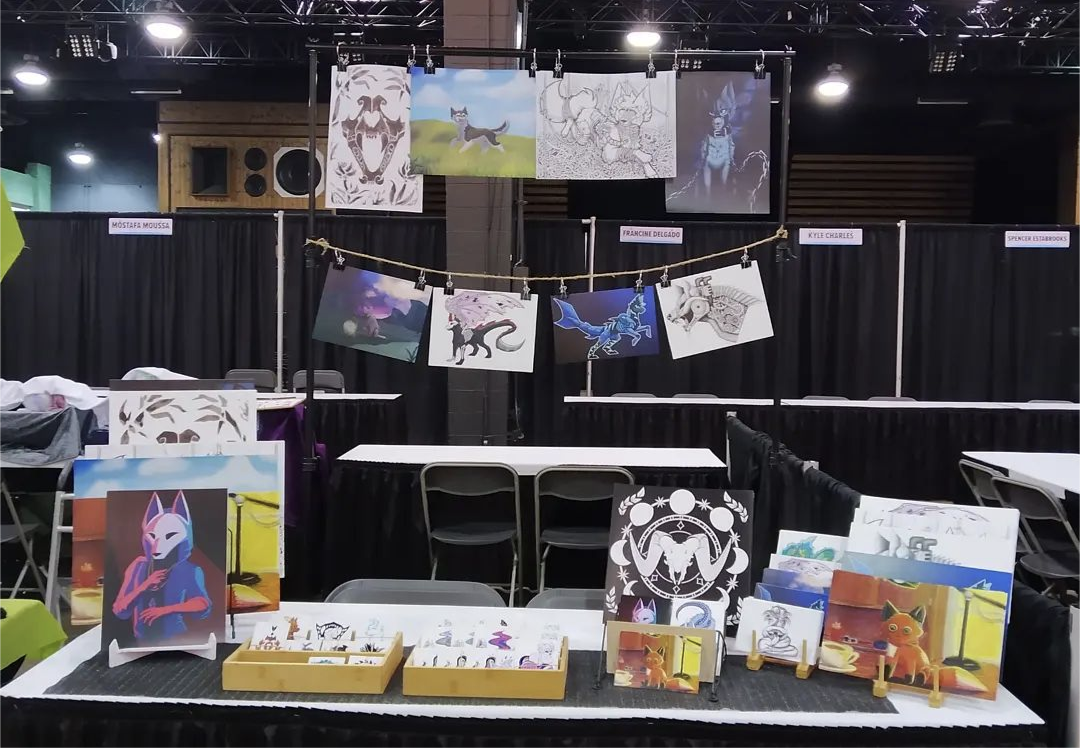 MOSTAFA MOUSSA
FRANCINE DELGADO
KYLE CHARLES
SPENCER ESTABROOKS